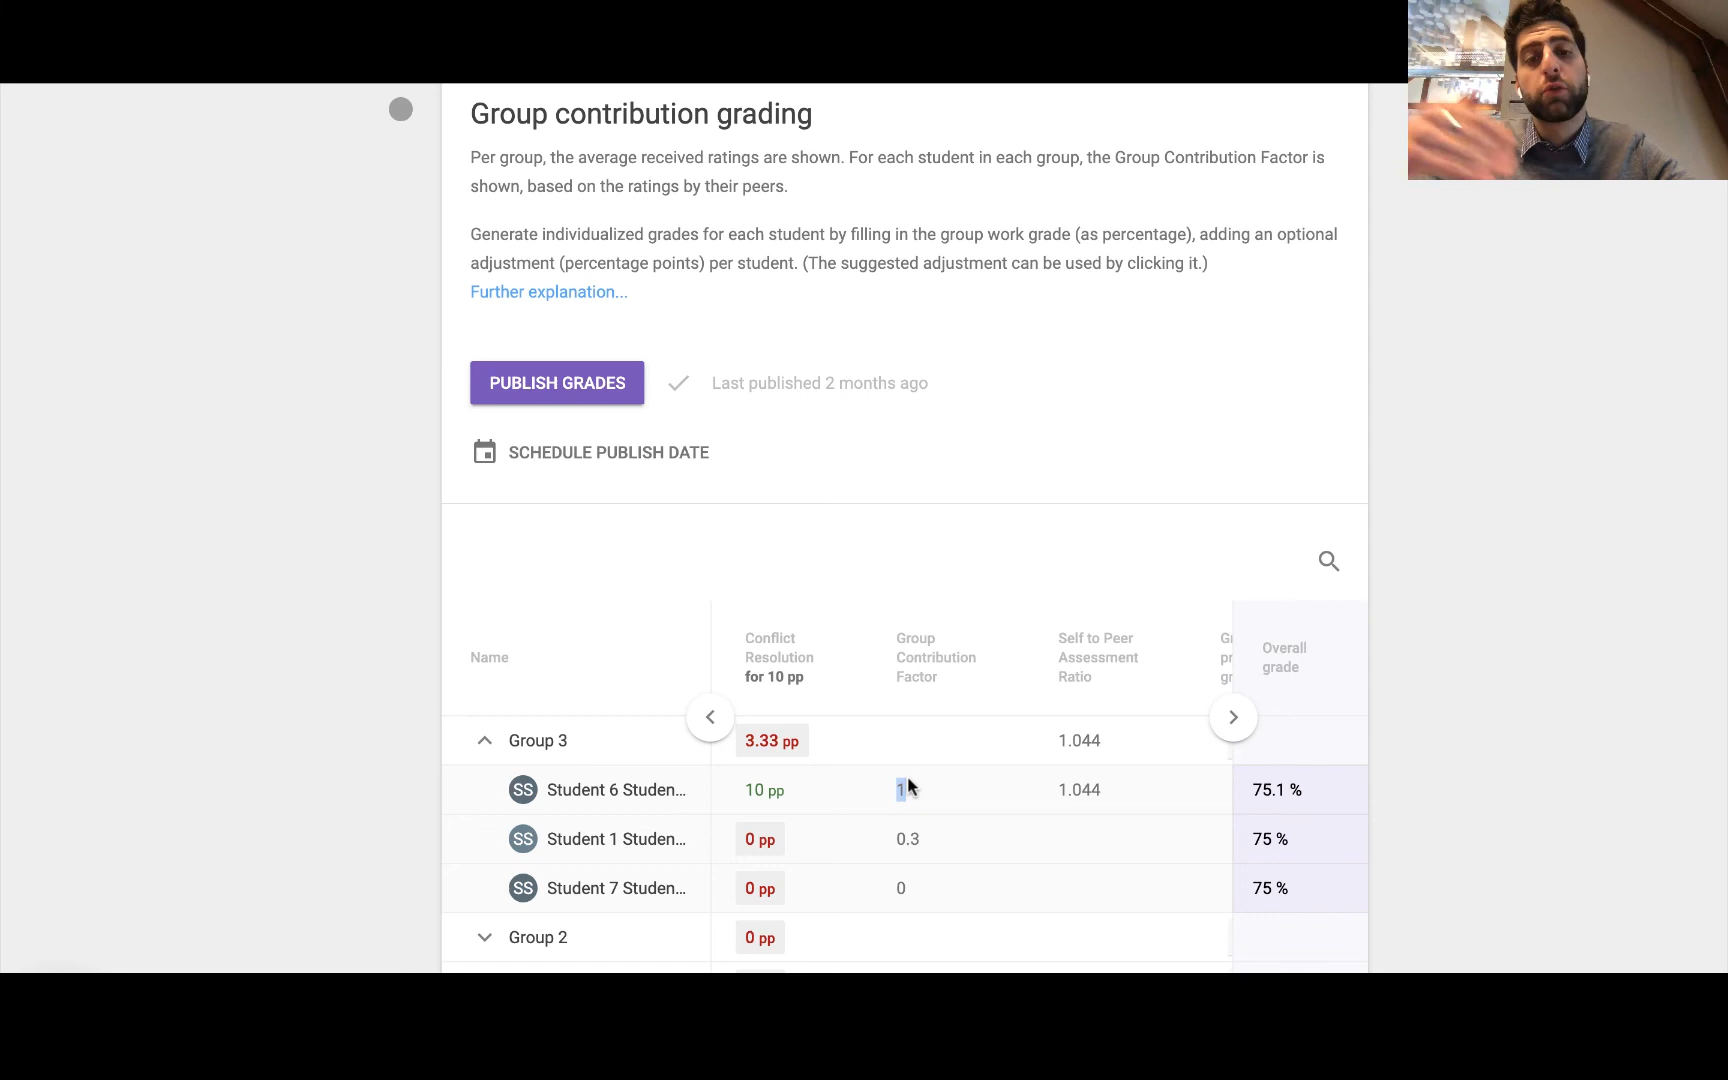 Group contribution grading
Per group, the average received ratings are shown. For each student in each group, the Group Contribution Factor is
shown, based on the ratings by their peers.
Generate individualized grades for each student by filling in the group work grade (as percentage), adding an optional
adjustment (percentage points) per student. (The suggested adjustment can be used by clicking it.)
Further explanation...
PUBLISH GRADES
Last published 2 months ago
SCHEDULE PUBLISH DATE
Name
Conflict
Resolution
for 10 pp
Group
Contribution
Factor
Self to Peer
Assessment
Ratio
Overall
grade
Group 3
3.33 pp
1.044
SS Student 6 Studen...
10 pp
1
1.044
75.1 %
SS Student 1 Studen...
0 pp
0.3
75 %
SS Student 7 Studen...
0 pp
0
75 %
Group 2
0 pp